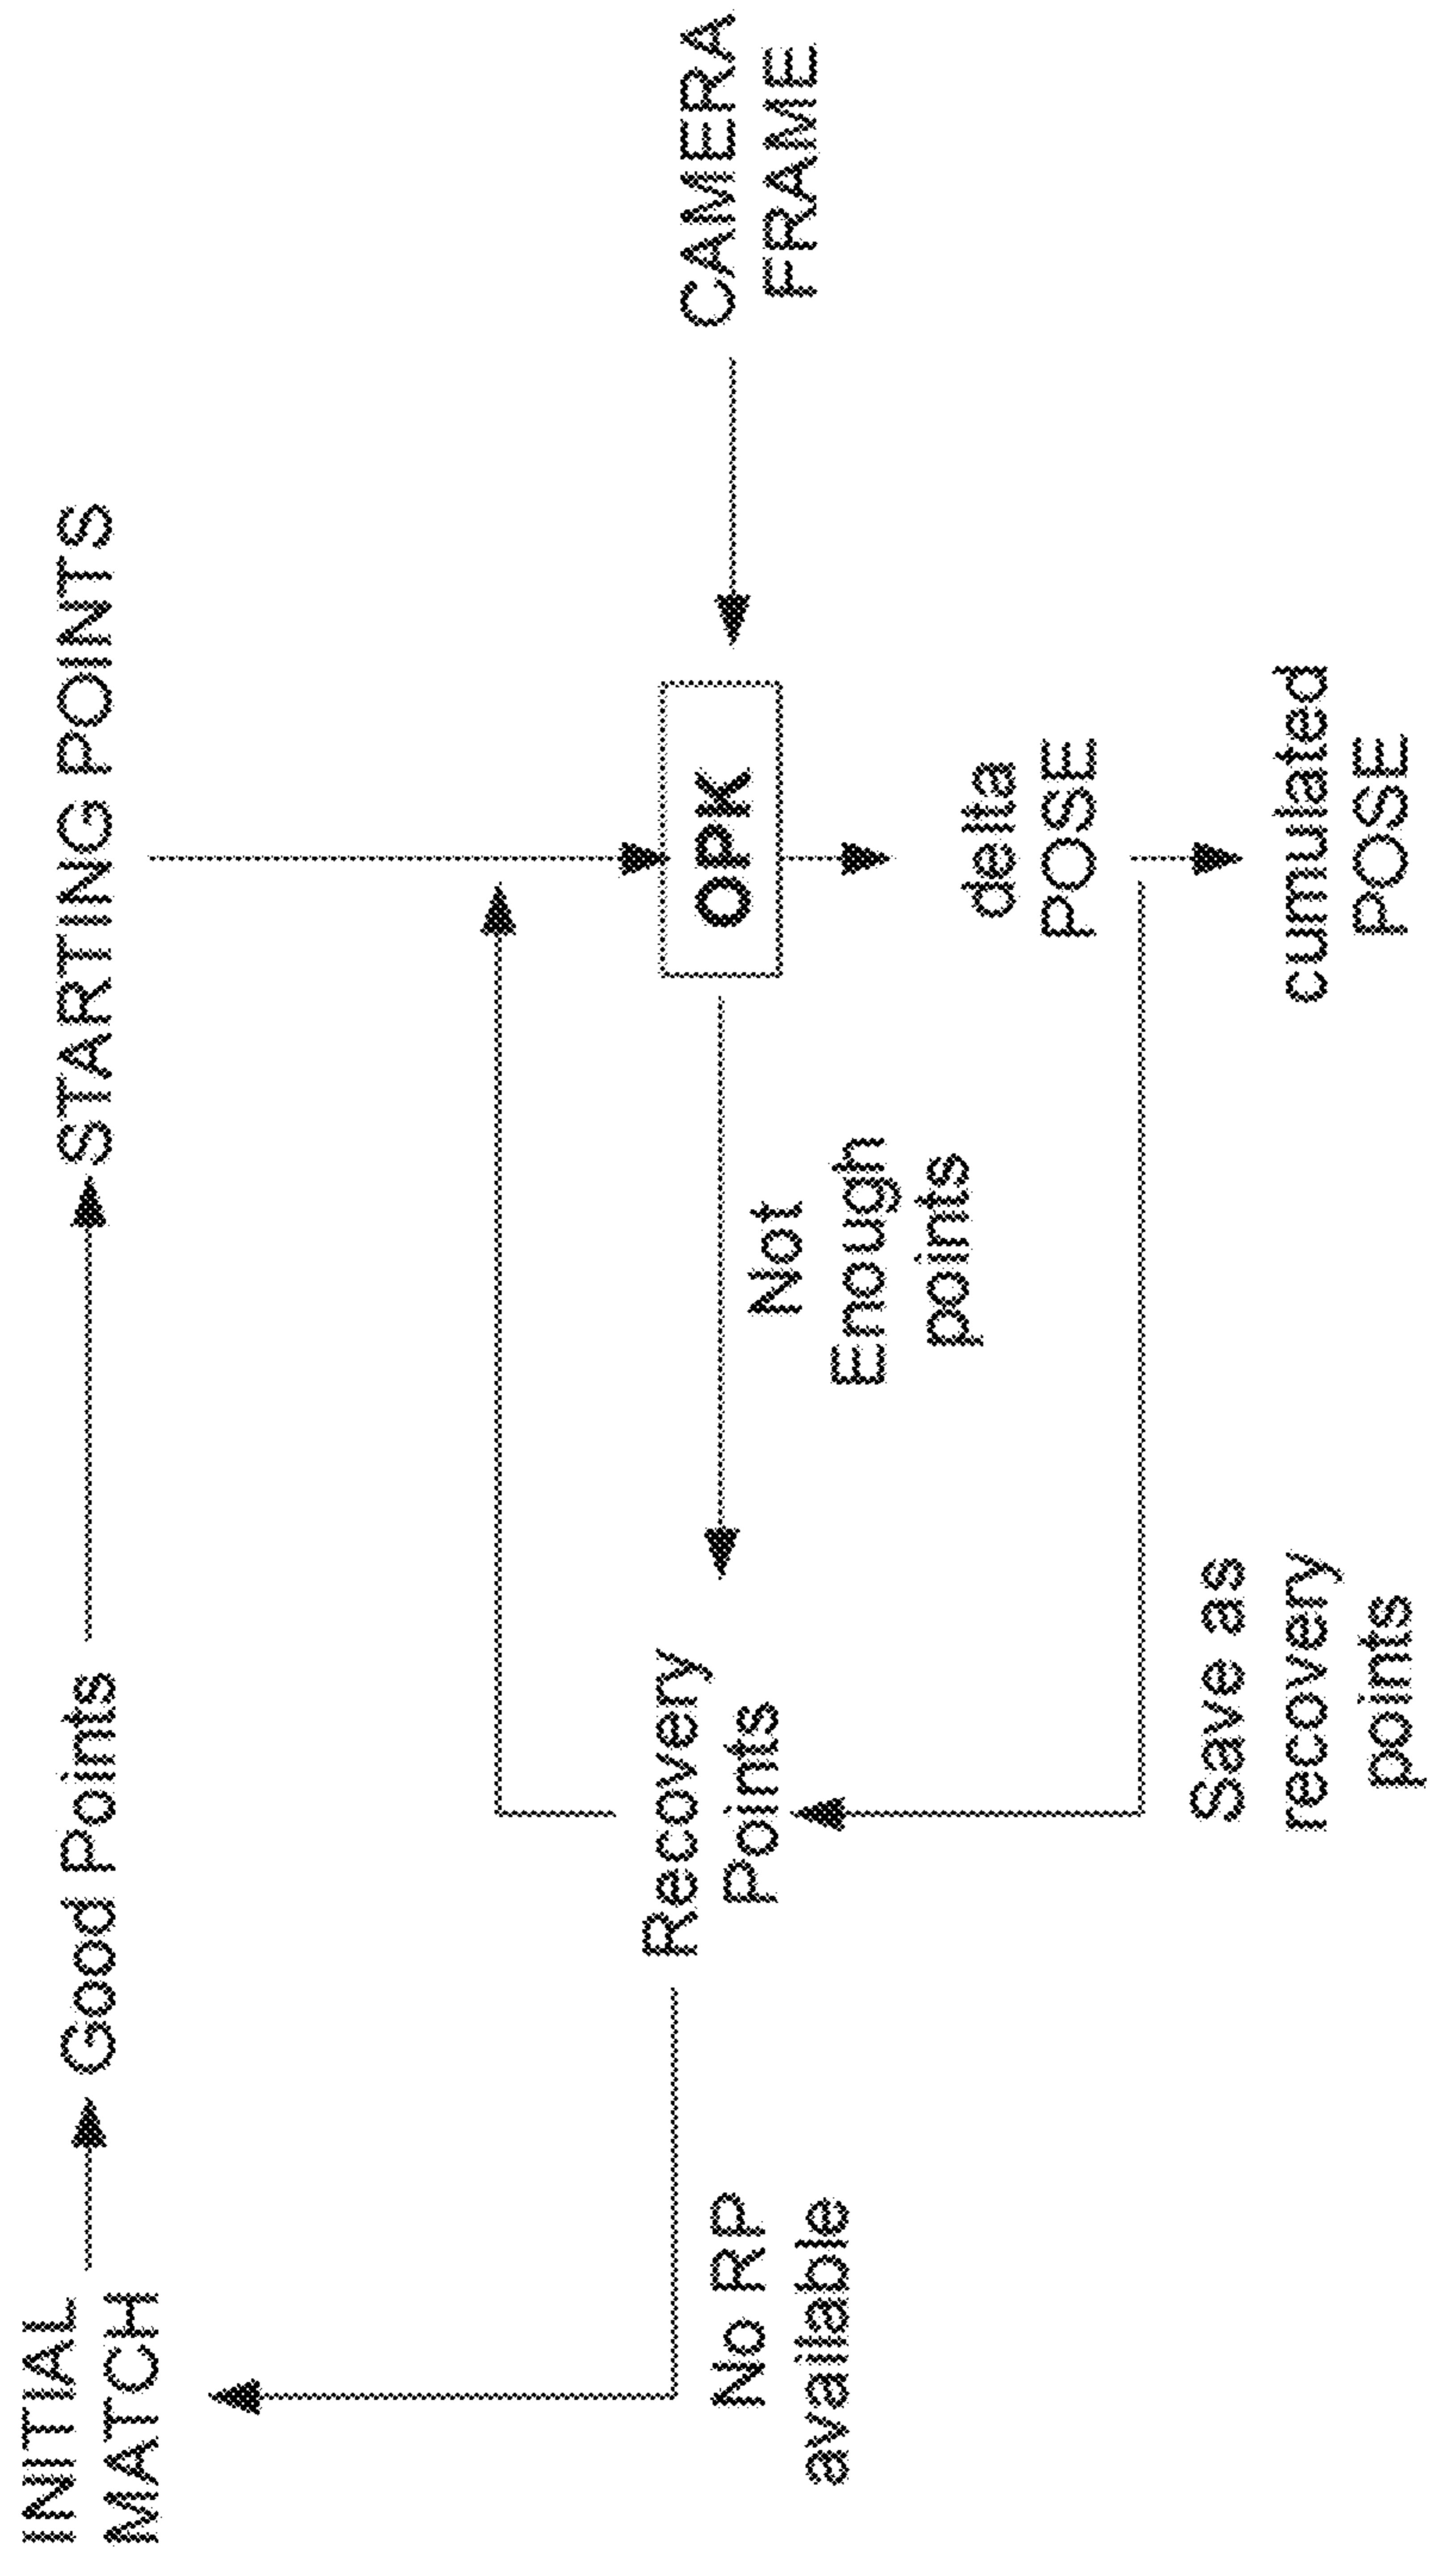 INITIAL
MATCH
Good Points
STARTING POINTS
No RP
available
Recovery
Points
Not
Enough
points
OPK
CAMERA
FRAME
delta
POSE
Save as
recovery
points
cumulated
POSE